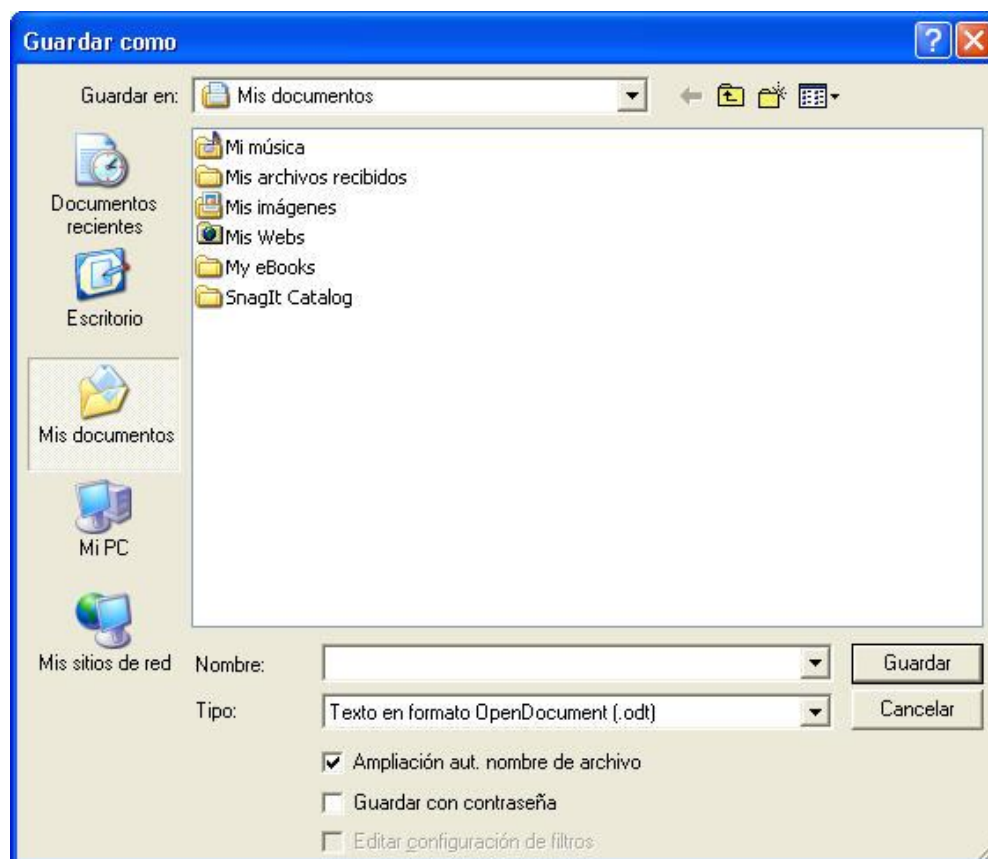 Guardar como
Guardar en:
Mis documentos
Documentos
recientes
Escritorio
Mis documentos
Mi PC
Mis sitios de red
Mi música
Mis archivos recibidos
Mis imágenes
Mis Webs
My eBooks
SnagIt Catalog
Nombre:
Guardar
Tipo:
Texto en formato OpenDocument (.odt)
Cancelar
Ampliación aut. nombre de archivo
Guardar con contraseña
Editar configuración de filtros